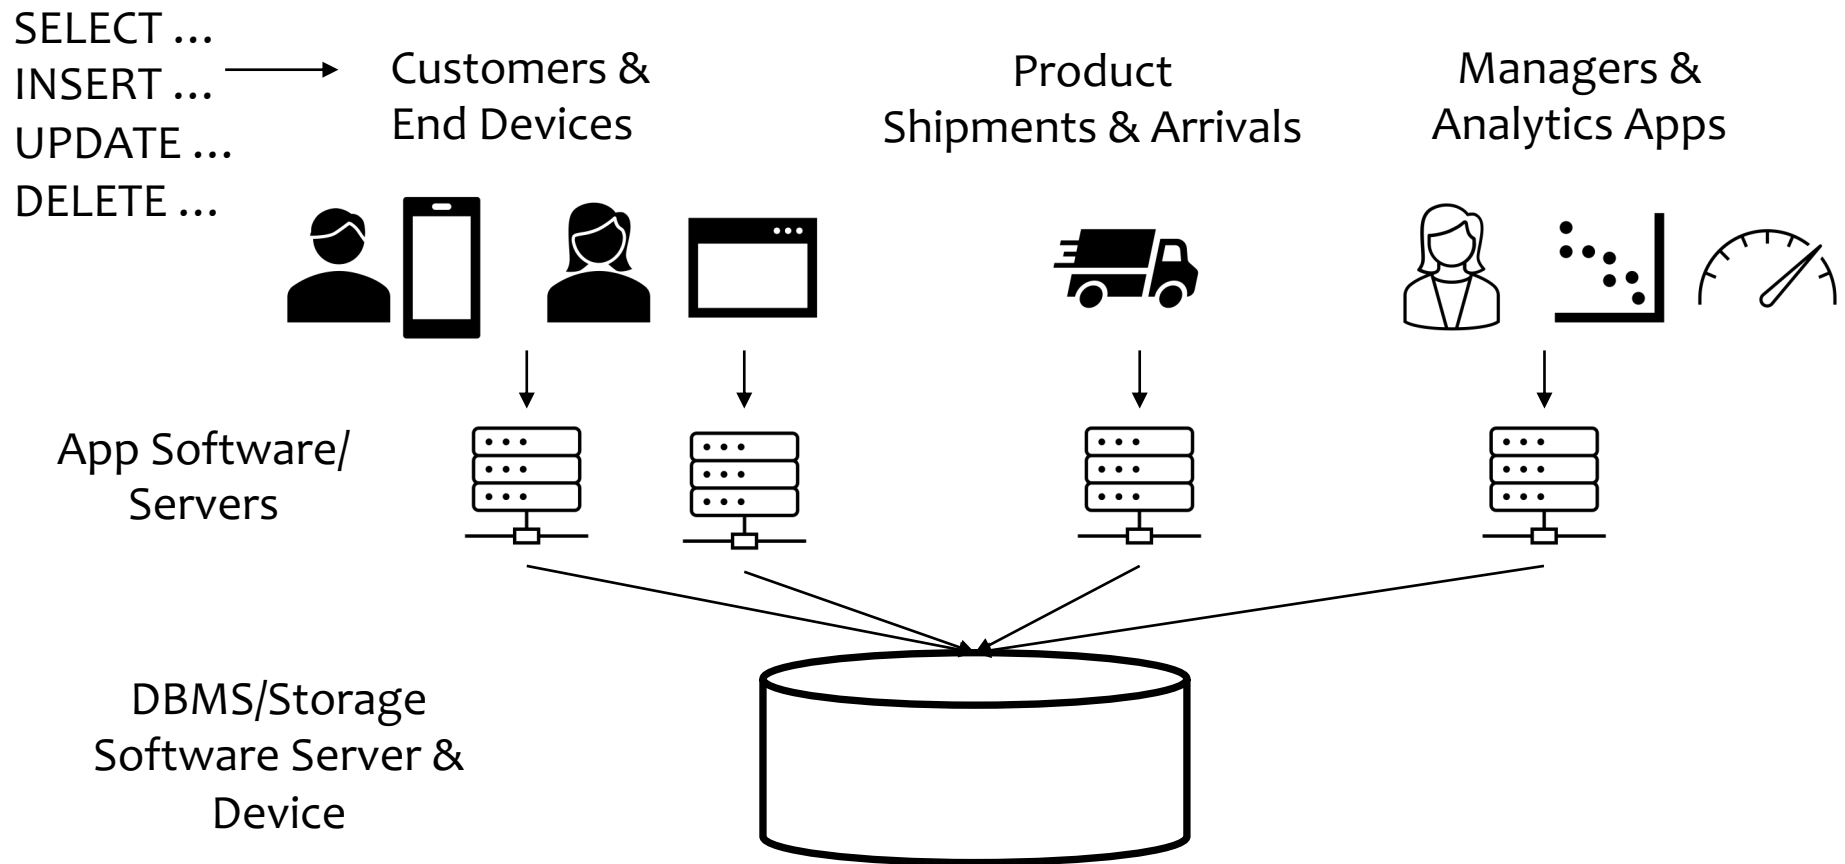 SELECT …
INSERT …
UPDATE …
DELETE …
Customers &
End Devices
Product
Shipments & Arrivals
Managers &
Analytics Apps
App Software/
Servers
DBMS/Storage
Software Server &
Device